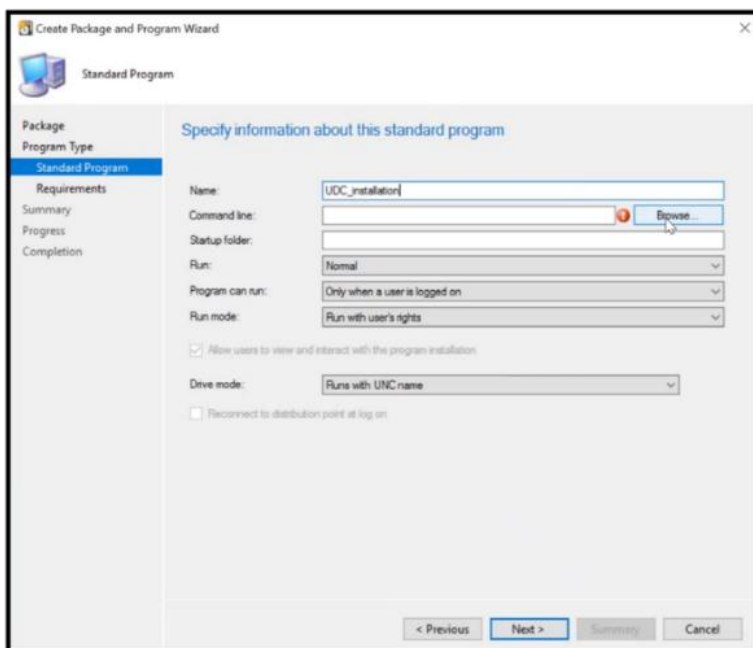 Create Package and Program Wizard
Standard Program
Package
Program Type
Standard Program
Requirements
Summary
Progress
Completion
Specify information about this standard program
Name: UDC_installation
Command line: Browse...
Startup folder:
Run: Normal
Program can run: Only when a user is logged on
Run mode: Run with user's rights
Allow users to view and interact with the program installation
Drive mode: Runs with UNC name
Reconnect to distribution point at log on
< Previous Next > Summary Cancel